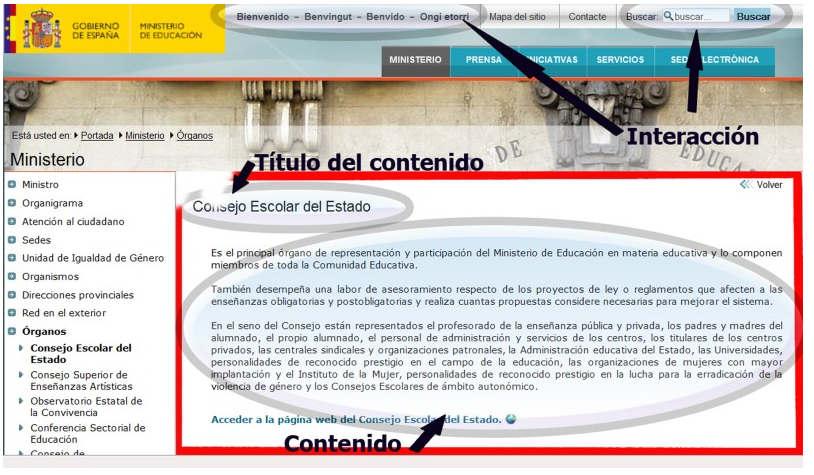 GOBIERNO
DE ESPAÑA
MINISTERIO
DE EDUCACIÓN
Bienvenido - Benvingut - Benvido - Ongi etorri
Mapa del sitio
Contacte
Buscar:
buscar...
Buscar
MINISTERIO
PRENSA
INICIATIVAS
SERVICIOS
SEDE ELECTRÓNICA
Interacción
DE
EDUCAC
Está usted en: Portada Ministerio Órganos
Ministerio
Título del contenido
Volver
Ministro
Organigrama
Atención al ciudadano
Sedes
Unidad de Igualdad de Género
Organismos
Direcciones provinciales
Red en el exterior
Órganos
Consejo Escolar del
Estado
Consejo Superior de
Enseñanzas Artísticas
Observatorio Estatal de
la Convivencia
Conferencia Sectorial de
Educación
Consejo de
Consejo Escolar del Estado
Es el principal órgano de representación y participación del Ministerio de Educación en materia educativa y lo componen
miembros de toda la Comunidad Educativa.
También desempeña una labor de asesoramiento respecto de los proyectos de ley o reglamentos que afecten a las
enseñanzas obligatorias y postobligatorias y realiza cuantas propuestas considere necesarias para mejorar el sistema.
En el seno del Consejo están representados el profesorado de la enseñanza pública y privada, los padres y madres del
alumnado, el propio alumnado, el personal de administración y servicios de los centros, los titulares de los centros
privados, las centrales sindicales y organizaciones patronales, la Administración educativa del Estado, las Universidades,
personalidades de reconocido prestigio en el campo de la educación, las organizaciones de mujeres con mayor
implantación y el Instituto de la Mujer, personalidades de reconocido prestigio en la lucha para la erradicación de la
violencia de género y los Consejos Escolares de ámbito autonómico.
Acceder a la página web del Consejo Escolar del Estado.
Contenido